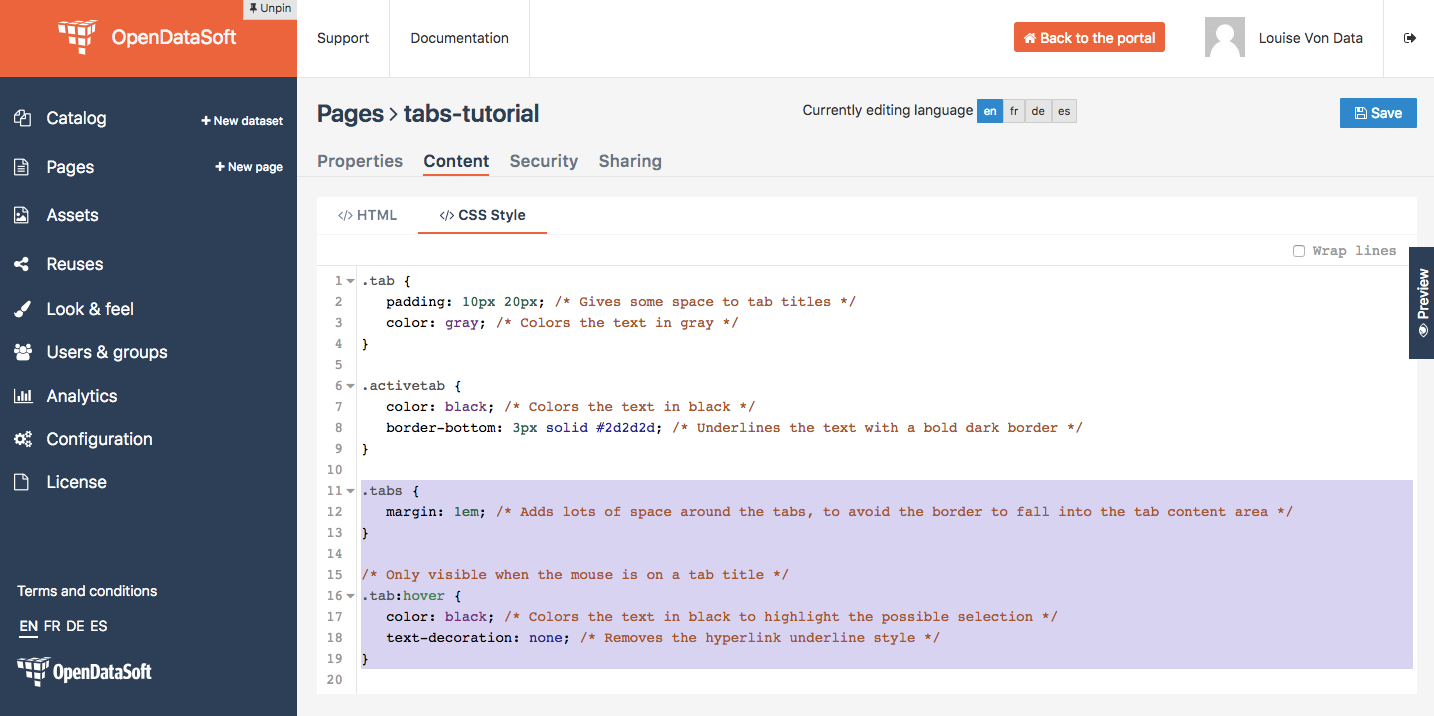 Unpin
OpenDataSoft
Support
Documentation
Back to the portal
Louise Von Data
Catalog
+ New dataset
Pages
+ New page
Assets
Reuses
Look & feel
Users & groups
Analytics
Configuration
License
Terms and conditions
EN FR DE ES
OpenDataSoft
Pages > tabs-tutorial
Currently editing language en fr de es
Save
Properties Content Security Sharing
</> HTML </> CSS Style
Wrap lines
Preview
1 .tab {
2 padding: 10px 20px; /* Gives some space to tab titles */
3 color: gray; /* Colors the text in gray */
4 }
5
6 .activetab {
7 color: black; /* Colors the text in black */
8 border-bottom: 3px solid #2d2d2d; /* Underlines the text with a bold dark border */
9 }
10
11 .tabs {
12 margin: 1em; /* Adds lots of space around the tabs, to avoid the border to fall into the tab content area */
13 }
14
15 /* Only visible when the mouse is on a tab title */
16 .tab:hover {
17 color: black; /* Colors the text in black to highlight the possible selection */
18 text-decoration: none; /* Removes the hyperlink underline style */
19 }
20